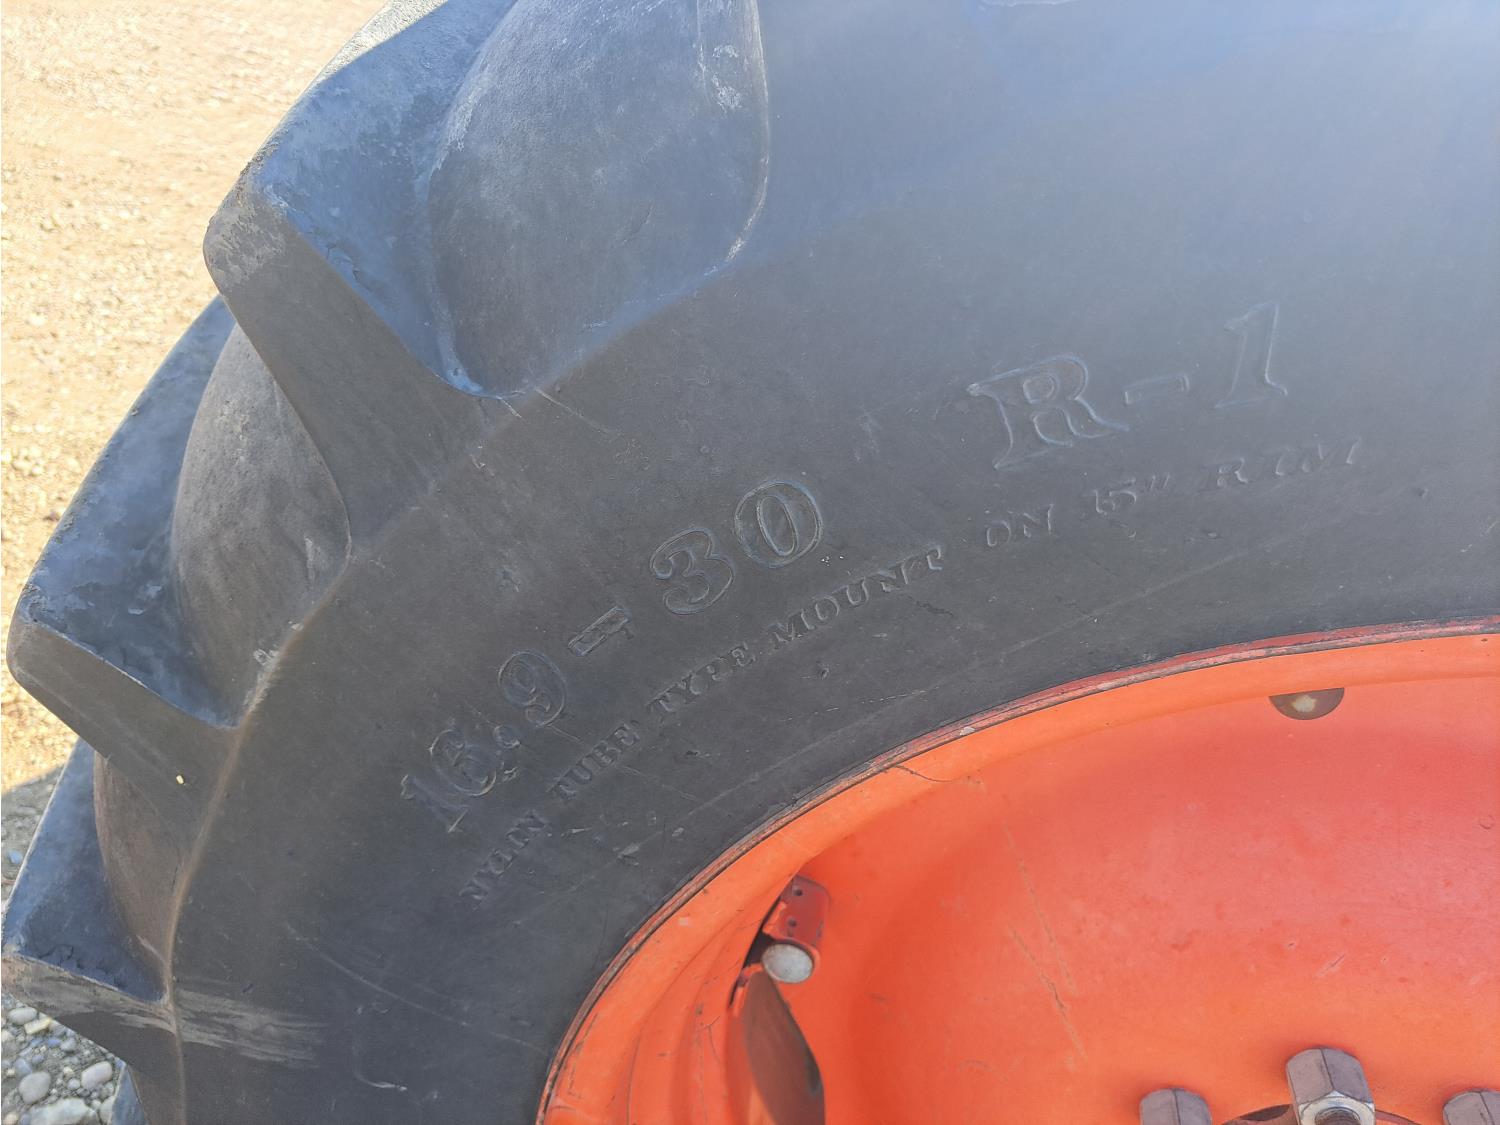 16.9-30 R-1
NYLON TUBE TYPE MOUNT ON 15" RIM